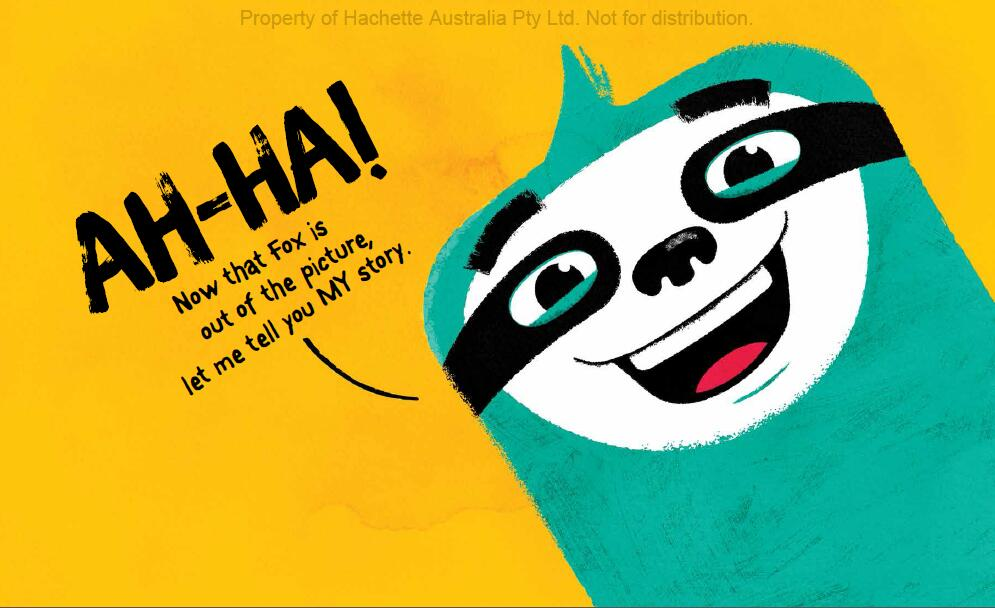 Property of Hachette Australia Pty Ltd. Not for distribution.
AH-HA!
Now that Fox is
out of the picture,
let me tell you MY story.